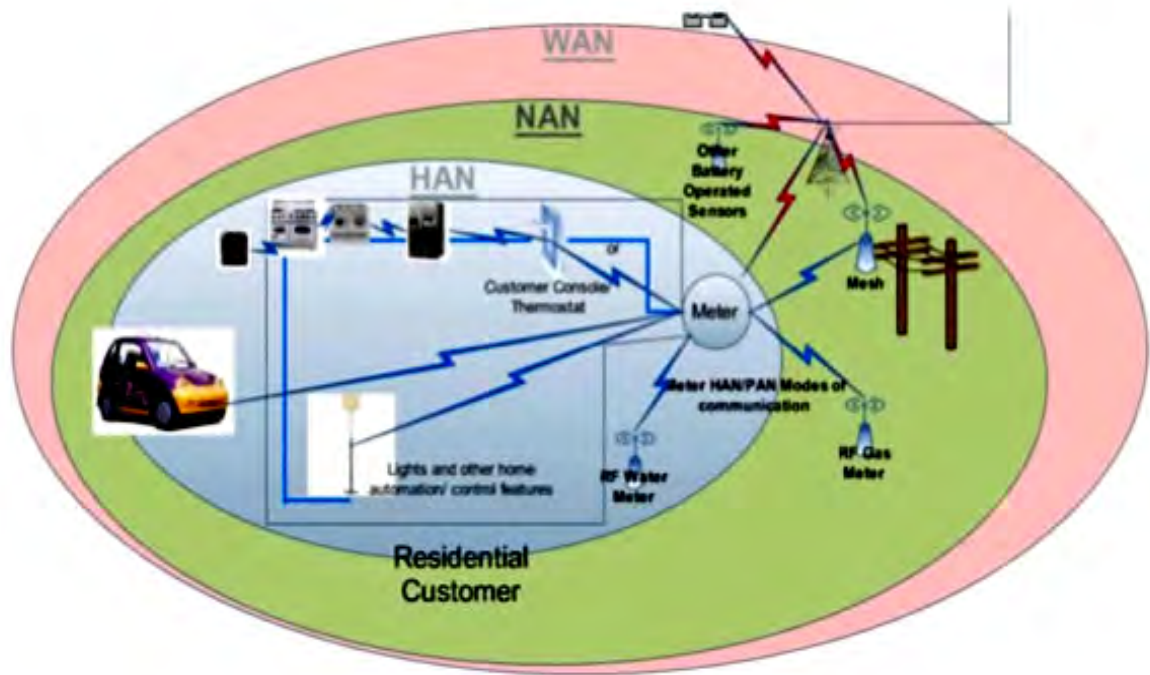 WAN
NAN
HAN
Other
Battery
Operated
Sensors
or
Customer Console/
Thermostat
Meter
Mesh
Meter HAN/PAN Modes of
communication
RF Water
Meter
RF Gas
Meter
Lights and other home
automation/ control features
Residential
Customer